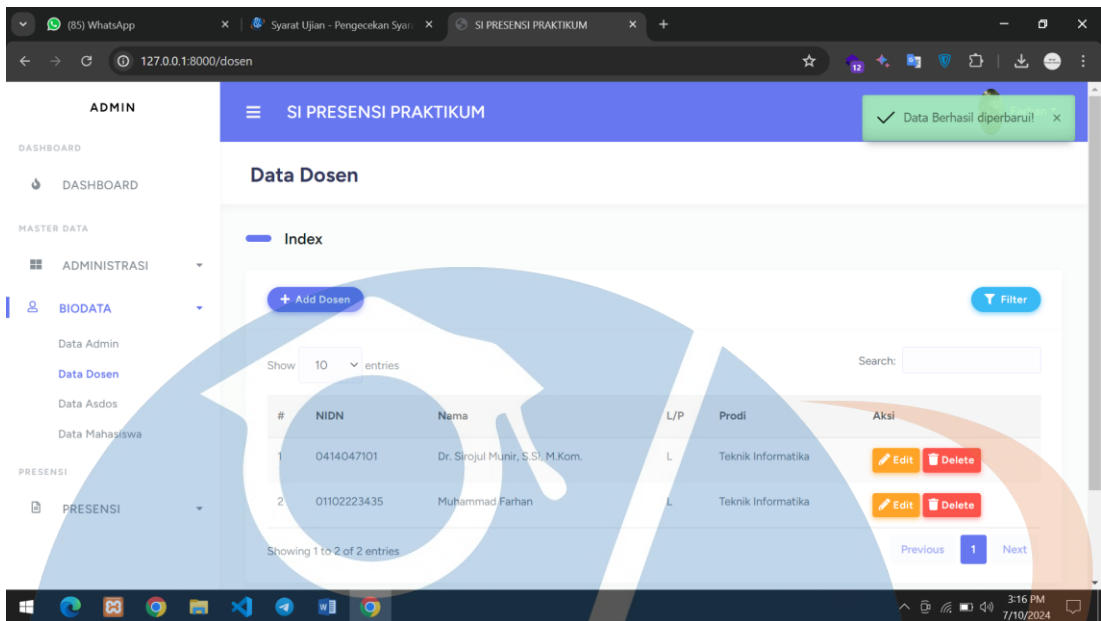 (85) WhatsApp
Syarat Ujian - Pengecekan Syar
SI PRESENSI PRAKTIKUM
127.0.0.1:8000/dosen
12
ADMIN
SI PRESENSI PRAKTIKUM
Data Berhasil diperbarui!
DASHBOARD
DASHBOARD
Data Dosen
MASTER DATA
Index
ADMINISTRASI
BIODATA
Add Dosen
Filter
Data Admin
Data Dosen
Data Asdos
Data Mahasiswa
Show 10 entries
Search:
# NIDN Nama L/P Prodi Aksi
1 0414047101 Dr. Sirojul Munir, S.SI, M.Kom. L Teknik Informatika Edit Delete
2 01102223435 Muhammad Farhan L Teknik Informatika Edit Delete
PRESENSI
PRESENSI
Showing 1 to 2 of 2 entries
Previous 1 Next
3:16 PM
7/10/2024